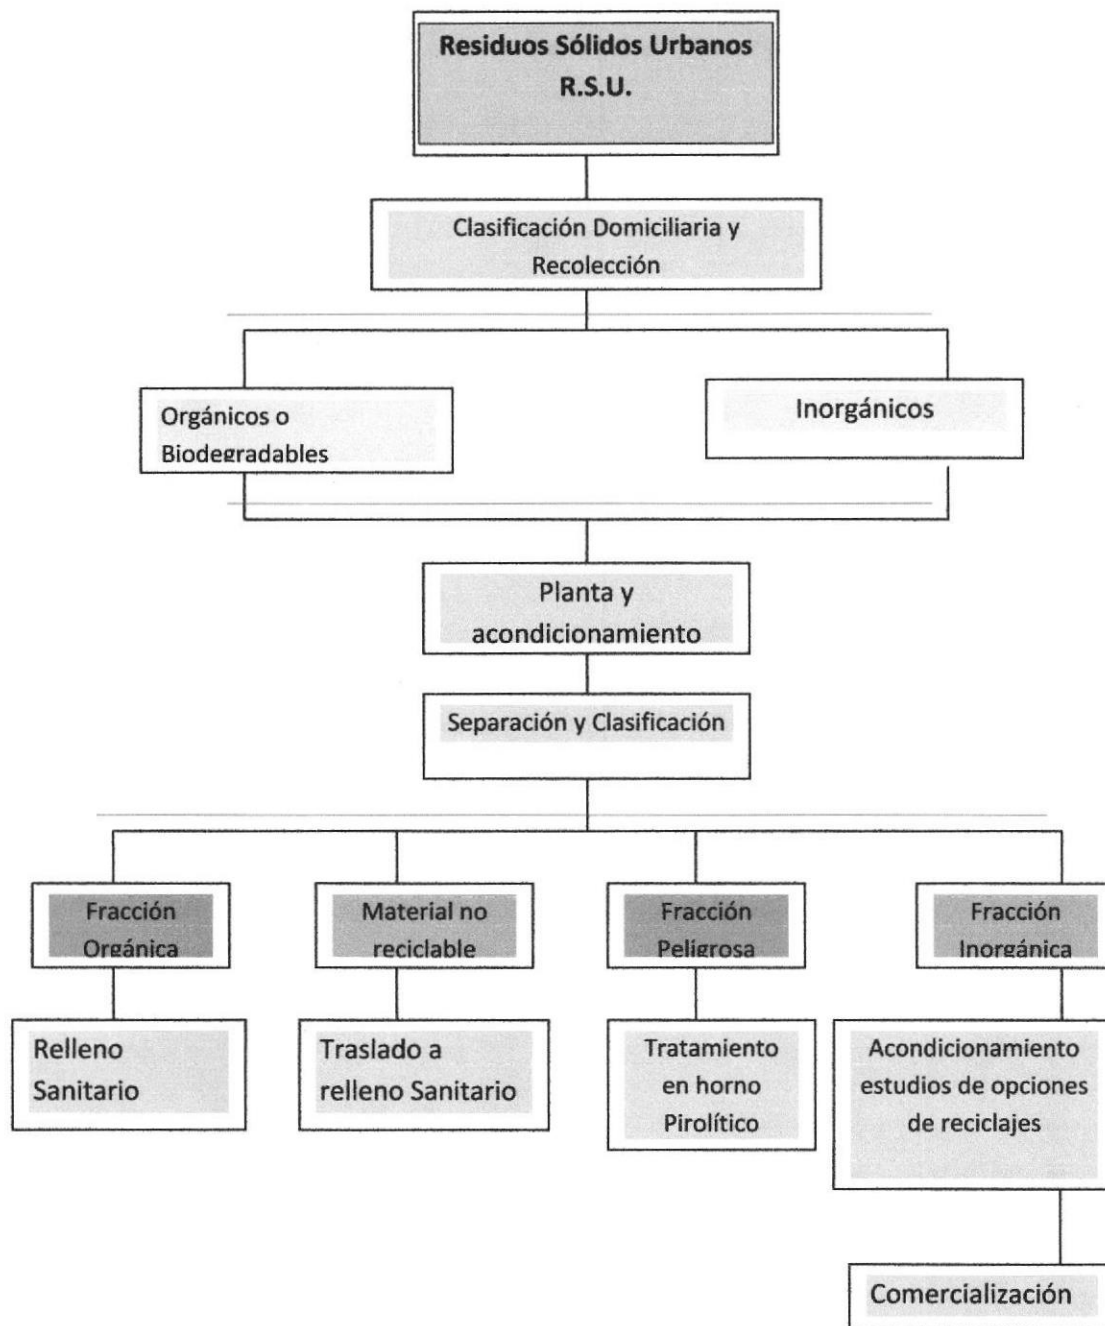 Residuos Sólidos Urbanos
R.S.U.
Clasificación Domiciliaria y
Recolección
Orgánicos o
Biodegradables
Inorgánicos
Planta y
acondicionamiento
Separación y Clasificación
Fracción
Orgánica
Material no
reciclable
Fracción
Peligrosa
Fracción
Inorgánica
Relleno
Sanitario
Traslado a
relleno Sanitario
Tratamiento
en horno
Pirolítico
Acondicionamiento
estudios de opciones
de reciclajes
Comercialización